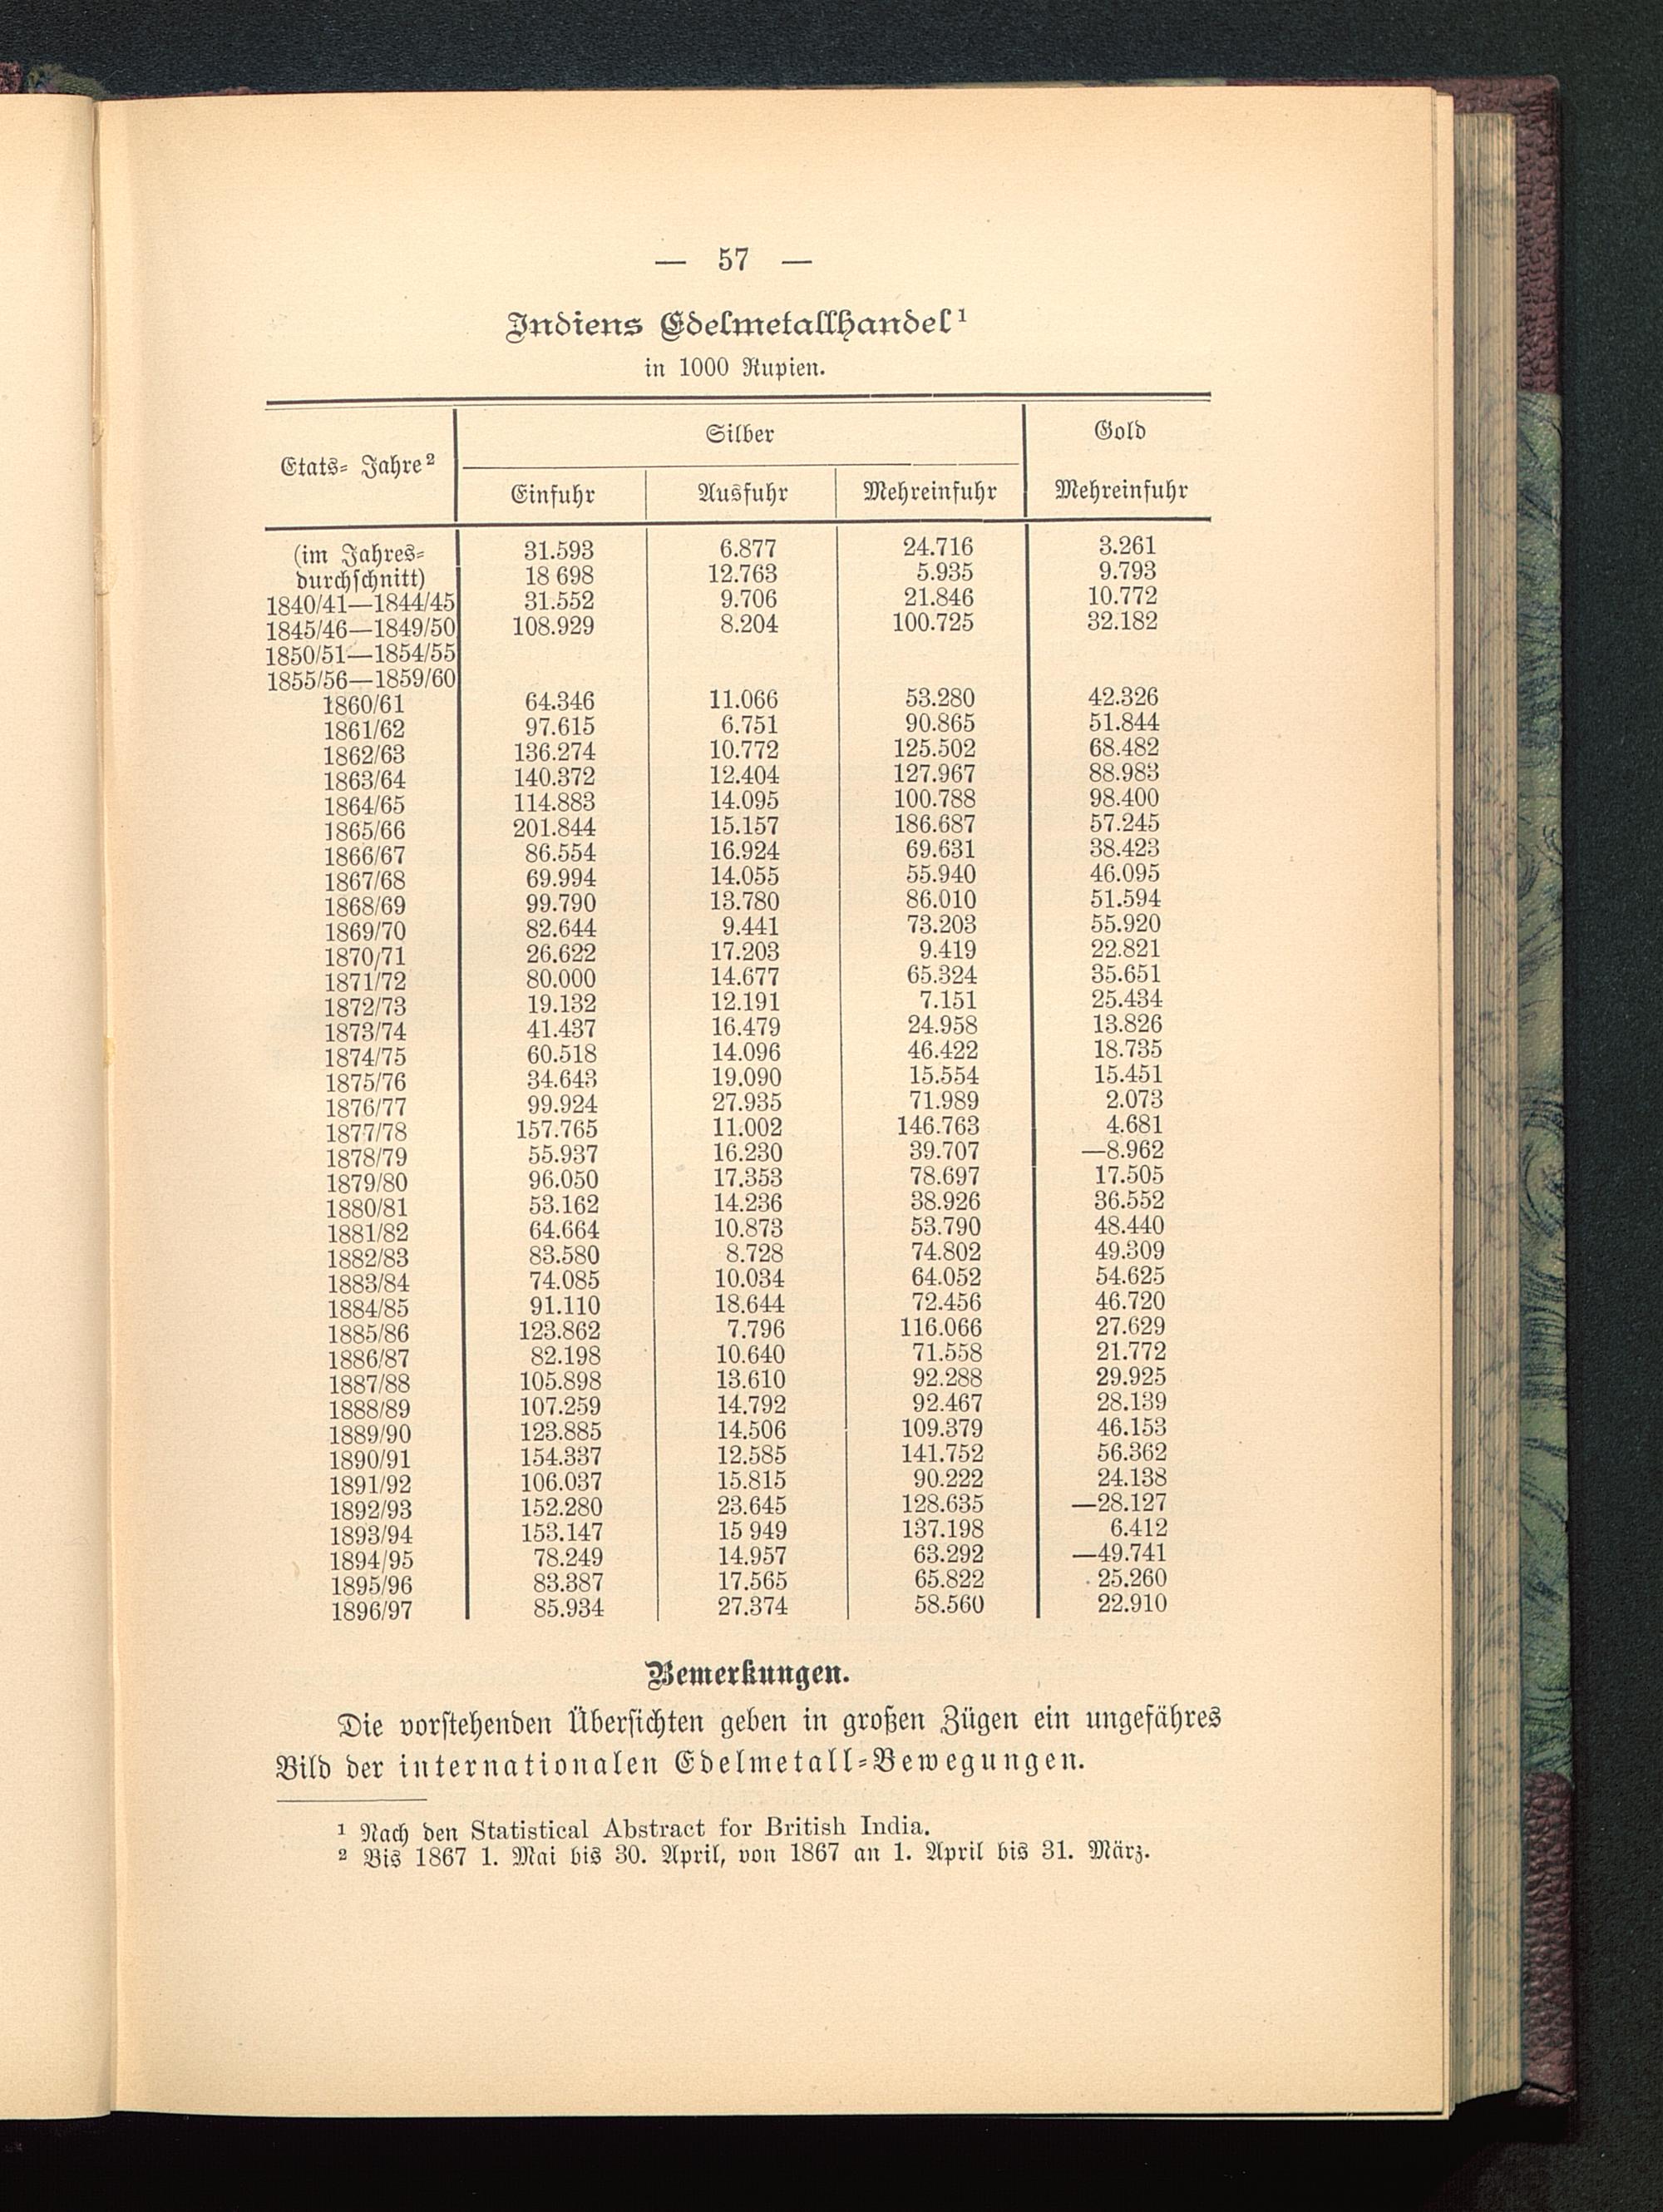 — 57 —
Indiens Edelmetallhandel¹
in 1000 Rupien.
Etats- Jahre² Silber Gold
Einfuhr Ausfuhr Mehreinfuhr Mehreinfuhr
(im Jahres- 31.593 6.877 24.716 3.261
durchschnitt) 18 698 12.763 5.935 9.793
1840/41—1844/45 31.552 9.706 21.846 10.772
1845/46—1849/50 108.929 8.204 100.725 32.182
1850/51—1854/55
1855/56—1859/60
1860/61 64.346 11.066 53.280 42.326
1861/62 97.615 6.751 90.865 51.844
1862/63 136.274 10.772 125.502 68.482
1863/64 140.372 12.404 127.967 88.983
1864/65 114.883 14.095 100.788 98.400
1865/66 201.844 15.157 186.687 57.245
1866/67 86.554 16.924 69.631 38.423
1867/68 69.994 14.055 55.940 46.095
1868/69 99.790 13.780 86.010 51.594
1869/70 82.644 9.441 73.203 55.920
1870/71 26.622 17.203 9.419 22.821
1871/72 80.000 14.677 65.324 35.651
1872/73 19.132 12.191 7.151 25.434
1873/74 41.437 16.479 24.958 13.826
1874/75 60.518 14.096 46.422 18.735
1875/76 34.643 19.090 15.554 15.451
1876/77 99.924 27.935 71.989 2.073
1877/78 157.765 11.002 146.763 4.681
1878/79 55.937 16.230 39.707 —8.962
1879/80 96.050 17.353 78.697 17.505
1880/81 53.162 14.236 38.926 36.552
1881/82 64.664 10.873 53.790 48.440
1882/83 83.580 8.728 74.802 49.309
1883/84 74.085 10.034 64.052 54.625
1884/85 91.110 18.644 72.456 46.720
1885/86 123.862 7.796 116.066 27.629
1886/87 82.198 10.640 71.558 21.772
1887/88 105.898 13.610 92.288 29.925
1888/89 107.259 14.792 92.467 28.139
1889/90 123.885 14.506 109.379 46.153
1890/91 154.337 12.585 141.752 56.362
1891/92 106.037 15.815 90.222 24.138
1892/93 152.280 23.645 128.635 —28.127
1893/94 153.147 15 949 137.198 6.412
1894/95 78.249 14.957 63.292 —49.741
1895/96 83.387 17.565 65.822 25.260
1896/97 85.934 27.374 58.560 22.910
Bemerkungen.
Die vorstehenden Übersichten geben in großen Zügen ein ungefähres
Bild der internationalen Edelmetall-Bewegungen.
¹ Nach den Statistical Abstract for British India.
² Bis 1867 1. Mai bis 30. April, von 1867 an 1. April bis 31. März.